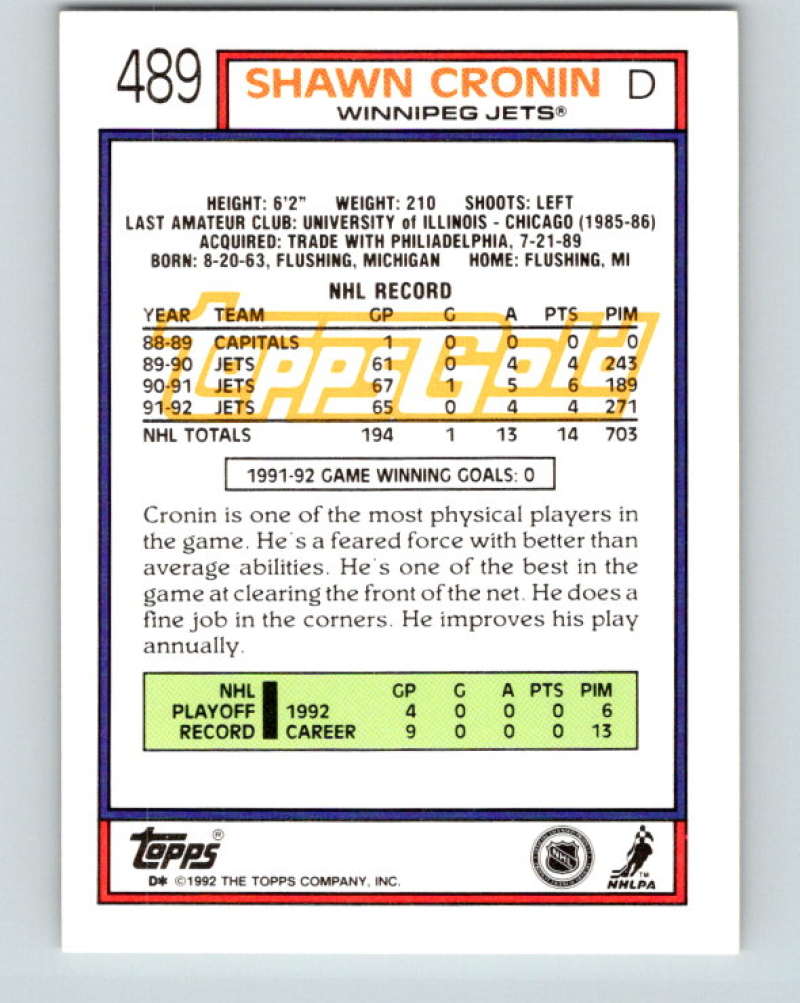 489
SHAWN CRONIN D
WINNIPEG JETS®
HEIGHT: 6'2" WEIGHT: 210 SHOOTS: LEFT
LAST AMATEUR CLUB: UNIVERSITY of ILLINOIS - CHICAGO (1985-86)
ACQUIRED: TRADE WITH PHILIADELPHIA, 7-21-89
BORN: 8-20-63, FLUSHING, MICHIGAN HOME: FLUSHING, MI
NHL RECORD
YEAR TEAM GP G A PTS PIM
88-89 CAPITALS 1 0 0 0 0
89-90 JETS 61 0 4 4 243
90-91 JETS 67 1 5 6 189
91-92 JETS 65 0 4 4 271
NHL TOTALS 194 1 13 14 703
ToppsGold
1991-92 GAME WINNING GOALS: 0
Cronin is one of the most physical players in
the game. He's a feared force with better than
average abilities. He's one of the best in the
game at clearing the front of the net. He does a
fine job in the corners. He improves his play
annually.
NHL GP G A PTS PIM
PLAYOFF 1992 4 0 0 0 6
RECORD CAREER 9 0 0 0 13
Topps®
D* ©1992 THE TOPPS COMPANY, INC.
NHL
NHLPA™